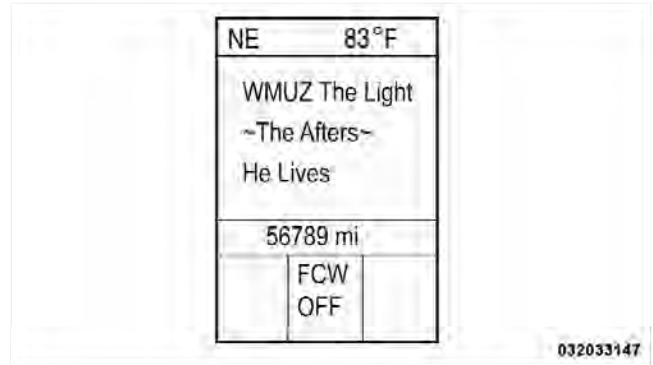 NE 83°F
WMUZ The Light
~The Afters~
He Lives
56789 mi
FCW
OFF
032033147